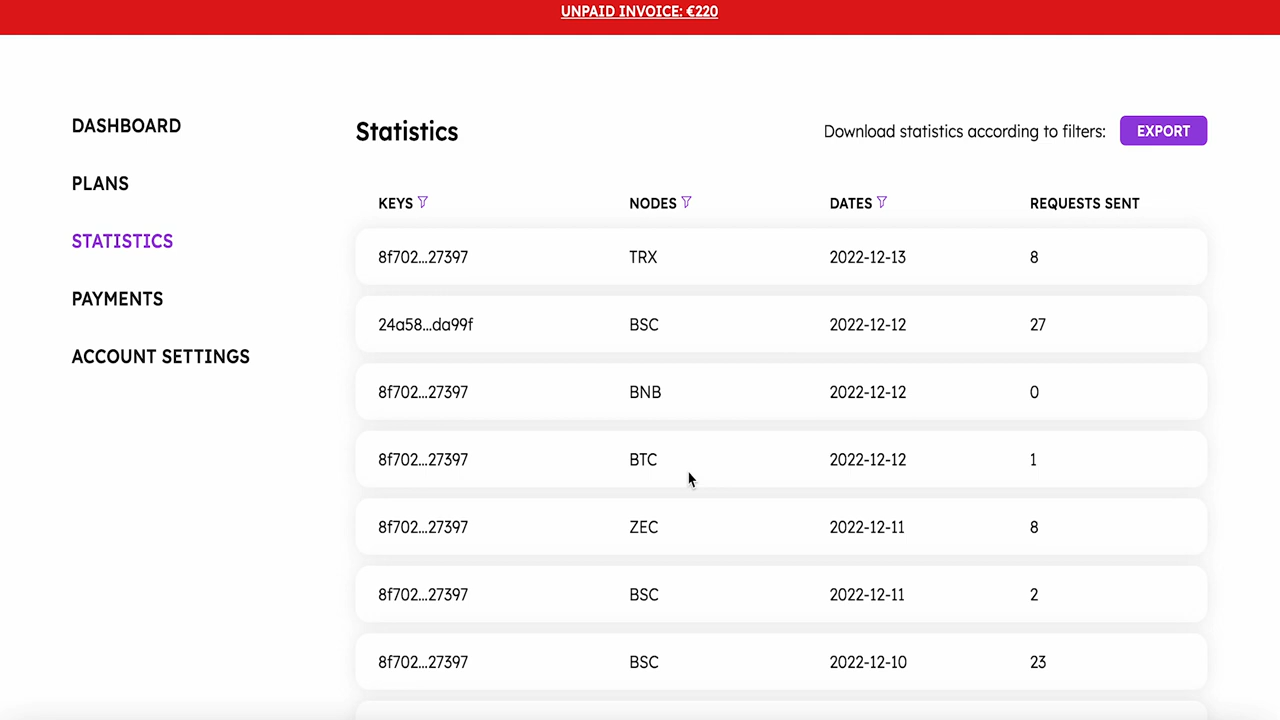 UNPAID INVOICE: €220
DASHBOARD
PLANS
STATISTICS
PAYMENTS
ACCOUNT SETTINGS
Statistics
Download statistics according to filters: EXPORT
KEYS NODES DATES REQUESTS SENT
8f702...27397 TRX 2022-12-13 8
24a58...da99f BSC 2022-12-12 27
8f702...27397 BNB 2022-12-12 0
8f702...27397 BTC 2022-12-12 1
8f702...27397 ZEC 2022-12-11 8
8f702...27397 BSC 2022-12-11 2
8f702...27397 BSC 2022-12-10 23